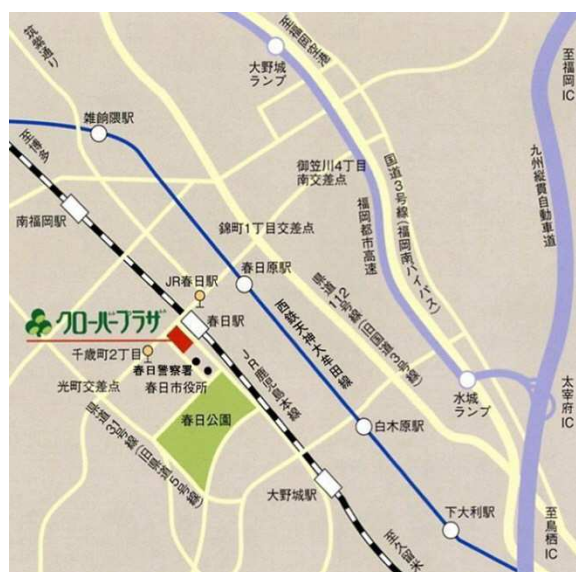 筑紫通り
至福岡空港
大野城
ランプ
至福岡
IC
雑餉隈駅
至博多
御笠川4丁目
南交差点
国道3号線(福岡南バイパス)
九州縦貫自動車道
南福岡駅
福岡都市高速
錦町1丁目交差点
JR春日駅
春日原駅
県道112号線(旧国道3号線)
クローバープラザ
春日駅
西鉄天神大牟田線
千歳町2丁目
春日警察署
春日市役所
JR鹿児島本線
光町交差点
水城
ランプ
太宰府
IC
春日公園
白木原駅
県道31号線(旧県道5号線)
大野城駅
下大利駅
至久留米
至鳥栖
IC